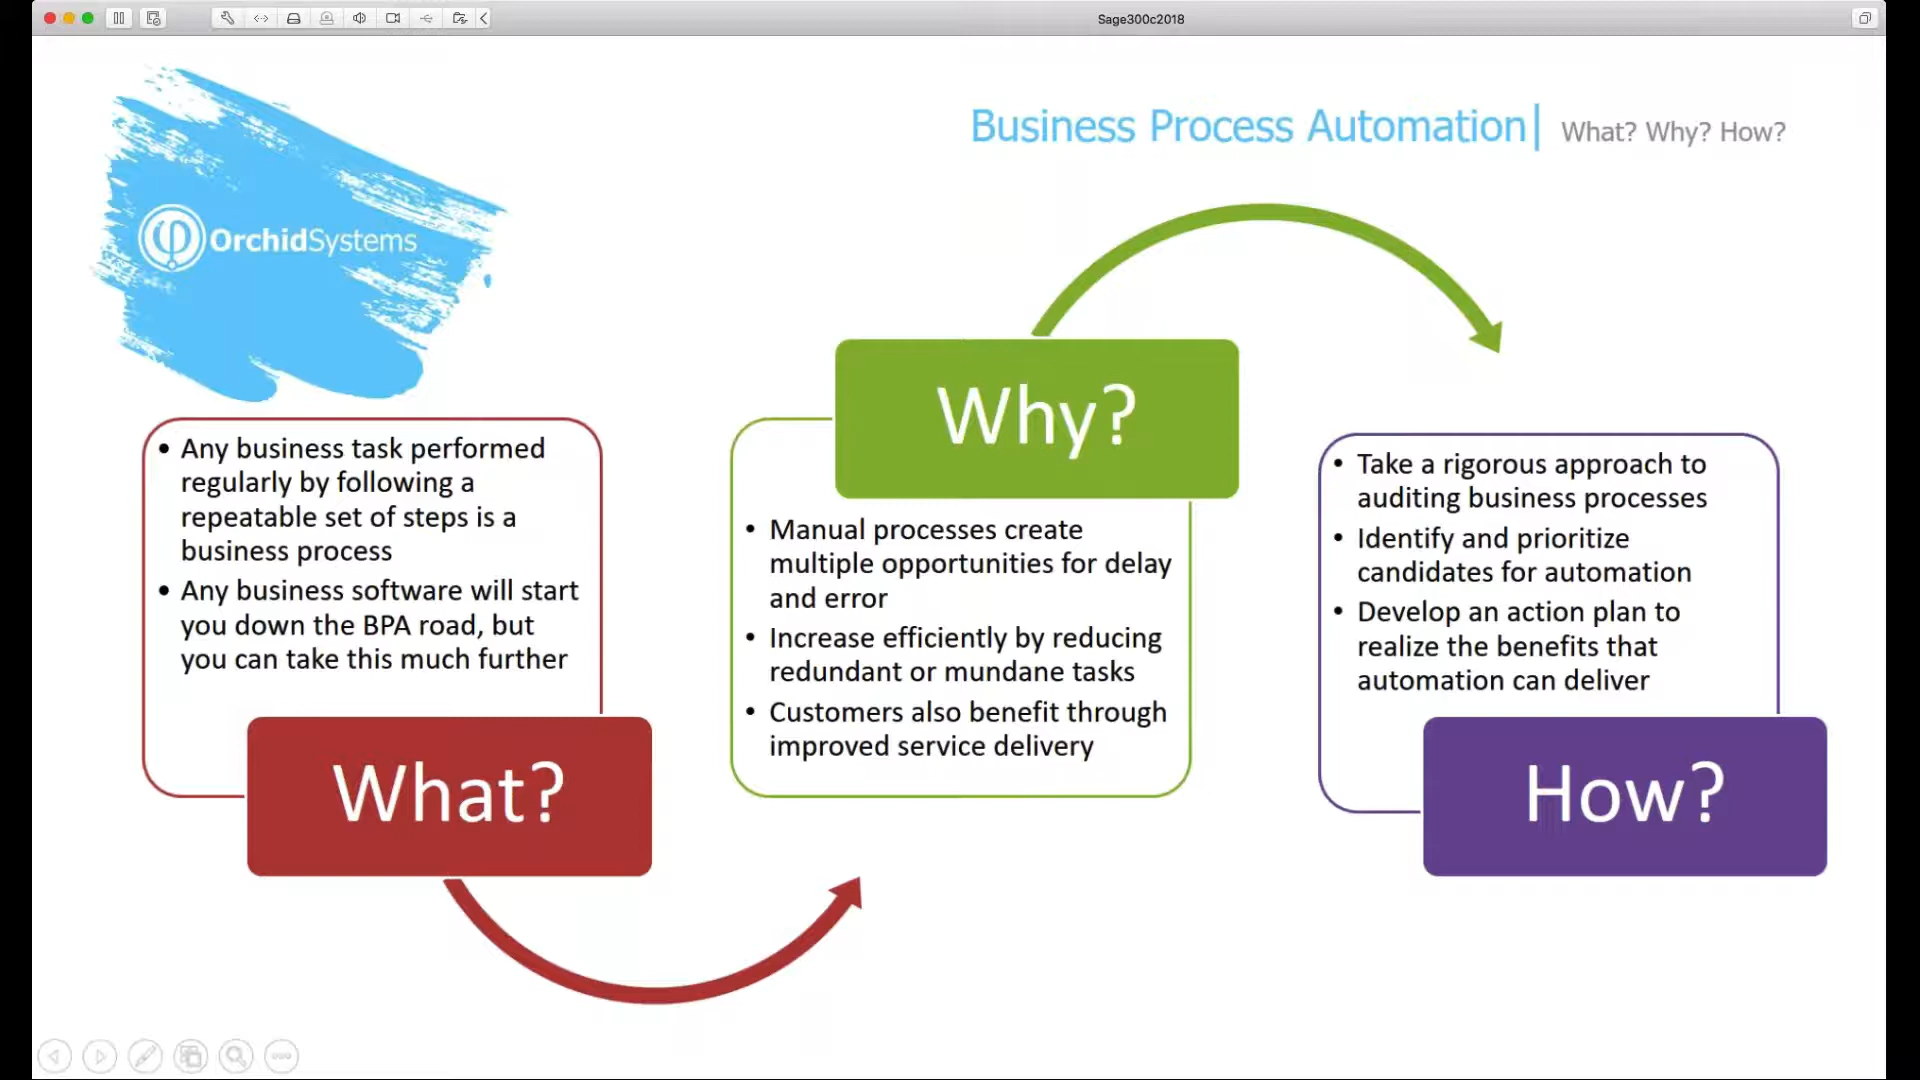 Sage300c2018
Business Process Automation| What? Why? How?
OrchidSystems
• Any business task performed
regularly by following a
repeatable set of steps is a
business process
• Any business software will start
you down the BPA road, but
you can take this much further
What?
Why?
• Manual processes create
multiple opportunities for delay
and error
• Increase efficiently by reducing
redundant or mundane tasks
• Customers also benefit through
improved service delivery
• Take a rigorous approach to
auditing business processes
• Identify and prioritize
candidates for automation
• Develop an action plan to
realize the benefits that
automation can deliver
How?